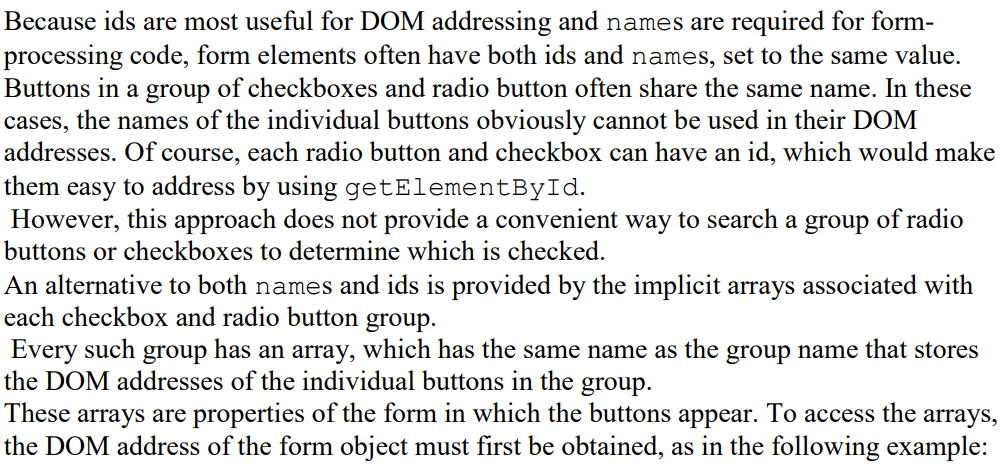 Because ids are most useful for DOM addressing and names are required for form-
processing code, form elements often have both ids and names, set to the same value.
Buttons in a group of checkboxes and radio button often share the same name. In these
cases, the names of the individual buttons obviously cannot be used in their DOM
addresses. Of course, each radio button and checkbox can have an id, which would make
them easy to address by using getElementById.
However, this approach does not provide a convenient way to search a group of radio
buttons or checkboxes to determine which is checked.
An alternative to both names and ids is provided by the implicit arrays associated with
each checkbox and radio button group.
Every such group has an array, which has the same name as the group name that stores
the DOM addresses of the individual buttons in the group.
These arrays are properties of the form in which the buttons appear. To access the arrays,
the DOM address of the form object must first be obtained, as in the following example: